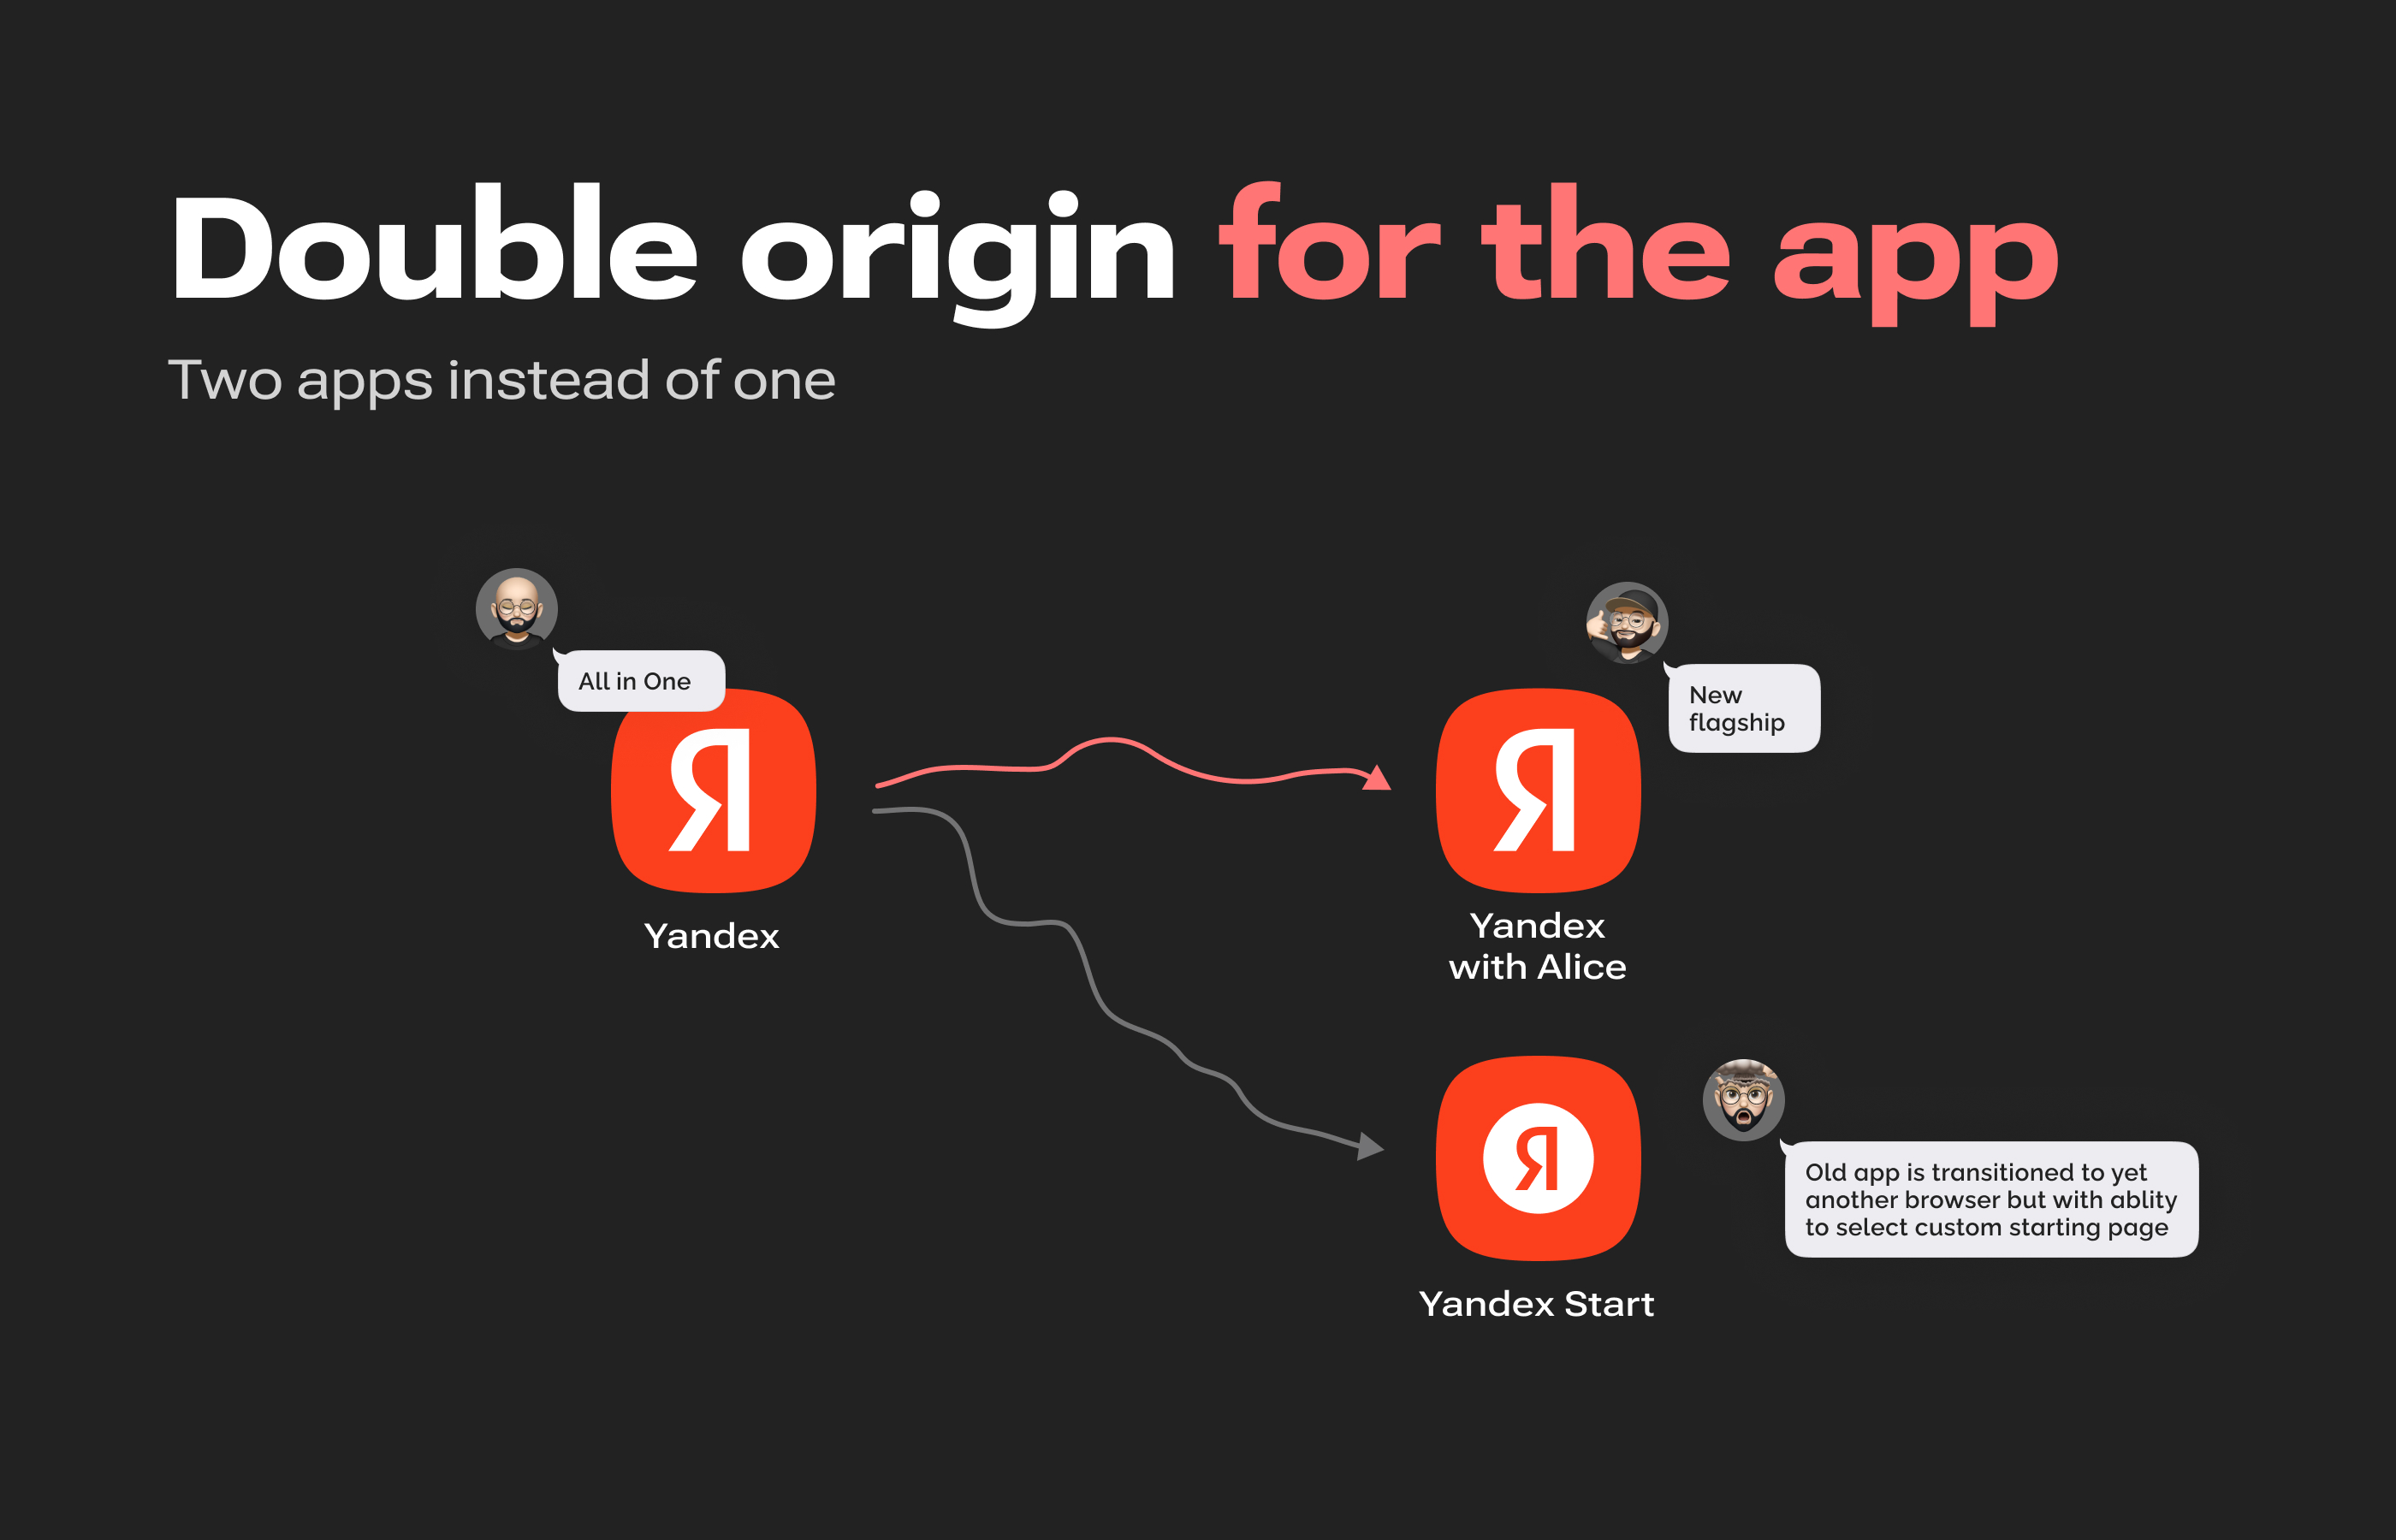 Double origin for the app
Two apps instead of one
All in One
Я
Yandex
New
flagship
Я
Yandex
with Alice
Я
Yandex Start
Old app is transitioned to yet
another browser but with ablity
to select custom starting page